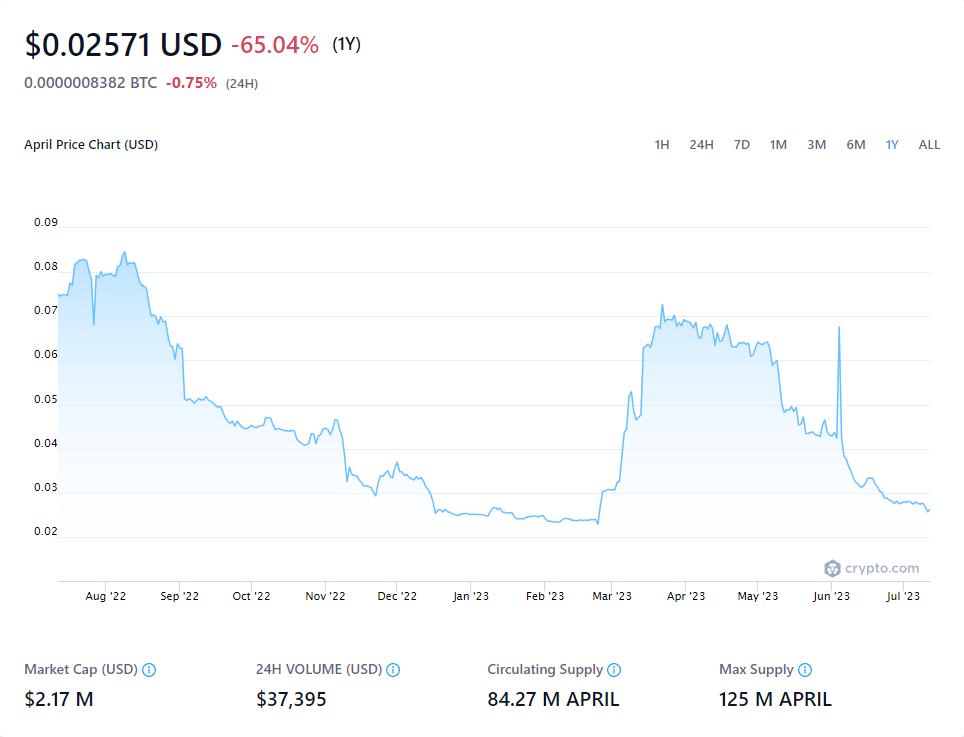 $0.02571 USD -65.04% (1Y)
0.0000008382 BTC -0.75% (24H)
April Price Chart (USD) 1H 24H 7D 1M 3M 6M 1Y ALL
0.09
0.08
0.07
0.06
0.05
0.04
0.03
0.02
crypto.com
Aug '22 Sep '22 Oct '22 Nov '22 Dec '22 Jan '23 Feb '23 Mar '23 Apr '23 May '23 Jun '23 Jul '23
Market Cap (USD) 24H VOLUME (USD) Circulating Supply Max Supply
$2.17 M $37,395 84.27 M APRIL 125 M APRIL